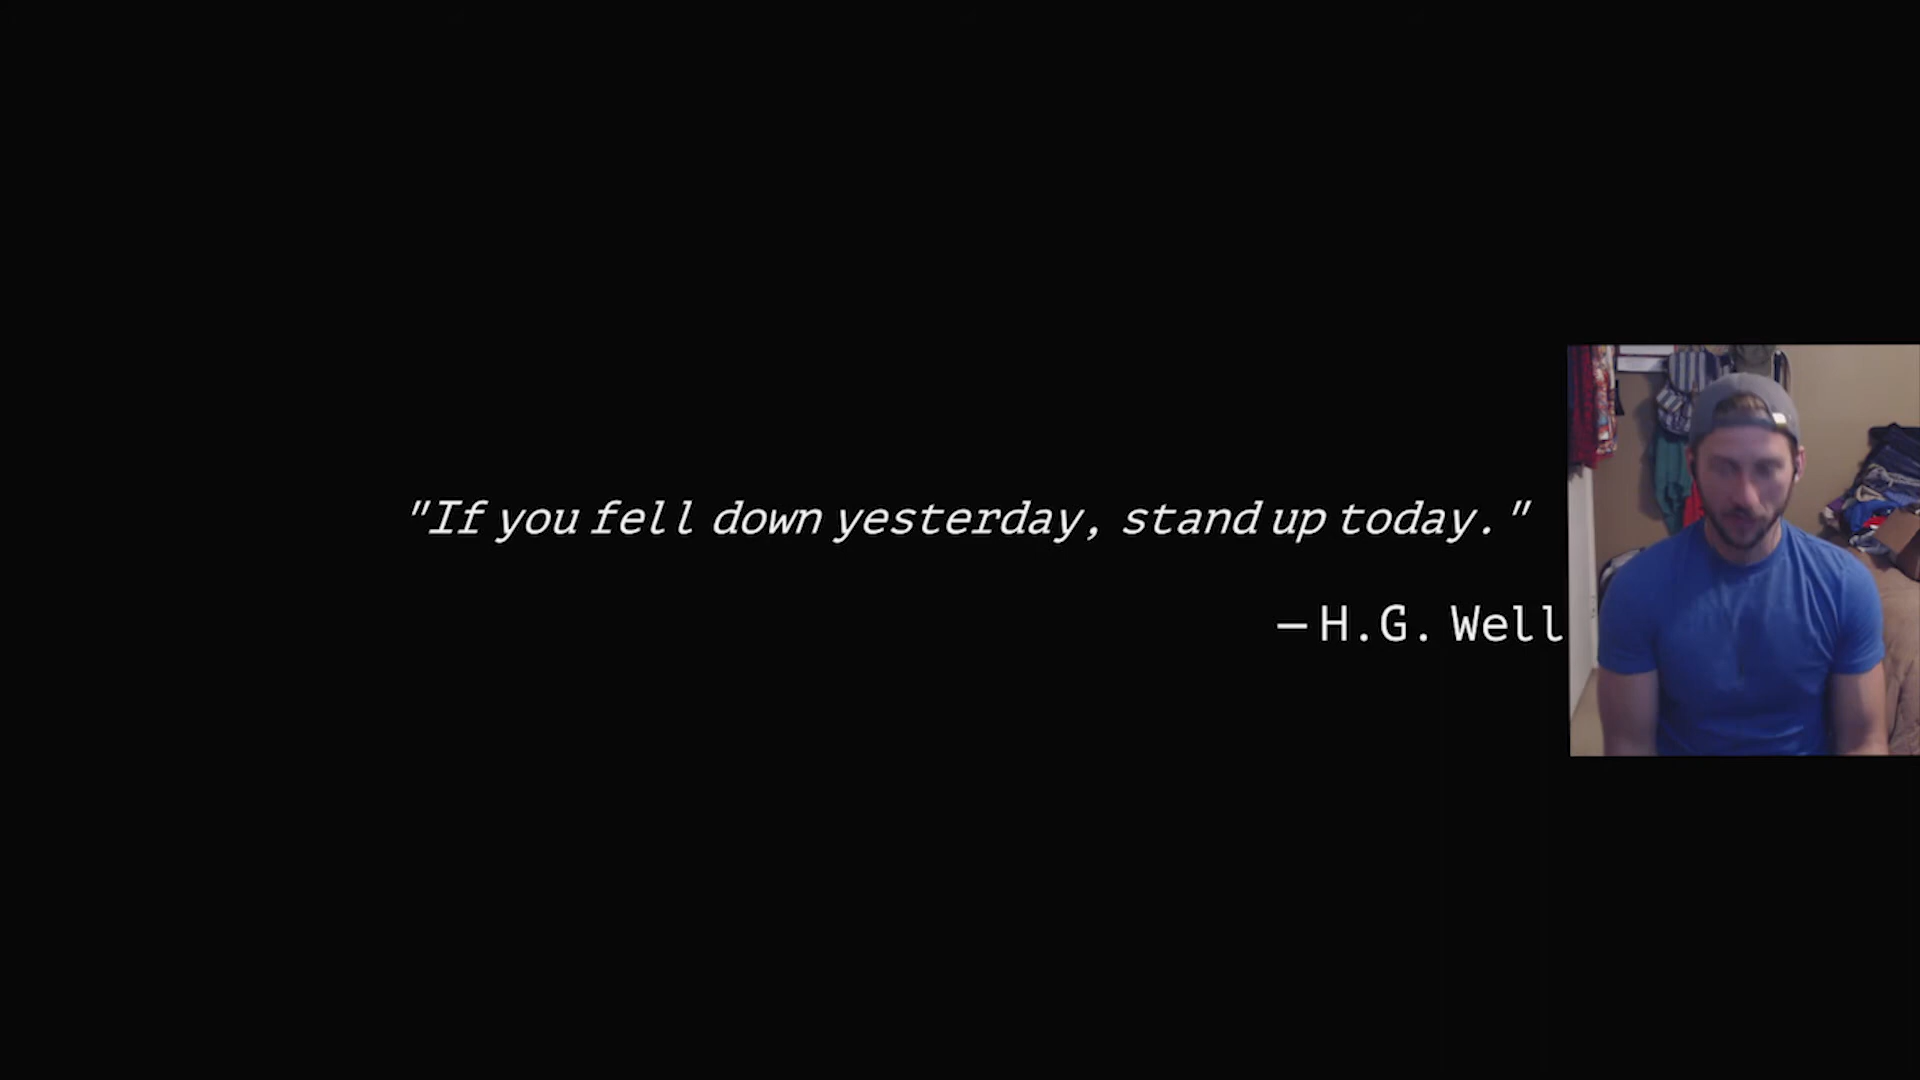 "If you fell down yesterday, stand up today."
— H.G. Well